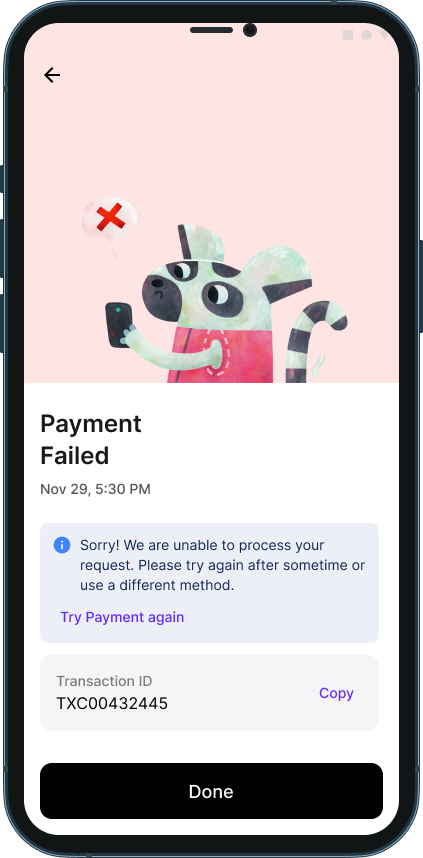 Payment
Failed
Nov 29, 5:30 PM
Sorry! We are unable to process your
request. Please try again after sometime or
use a different method.
Try Payment again
Transaction ID
TXC00432445
Copy
Done